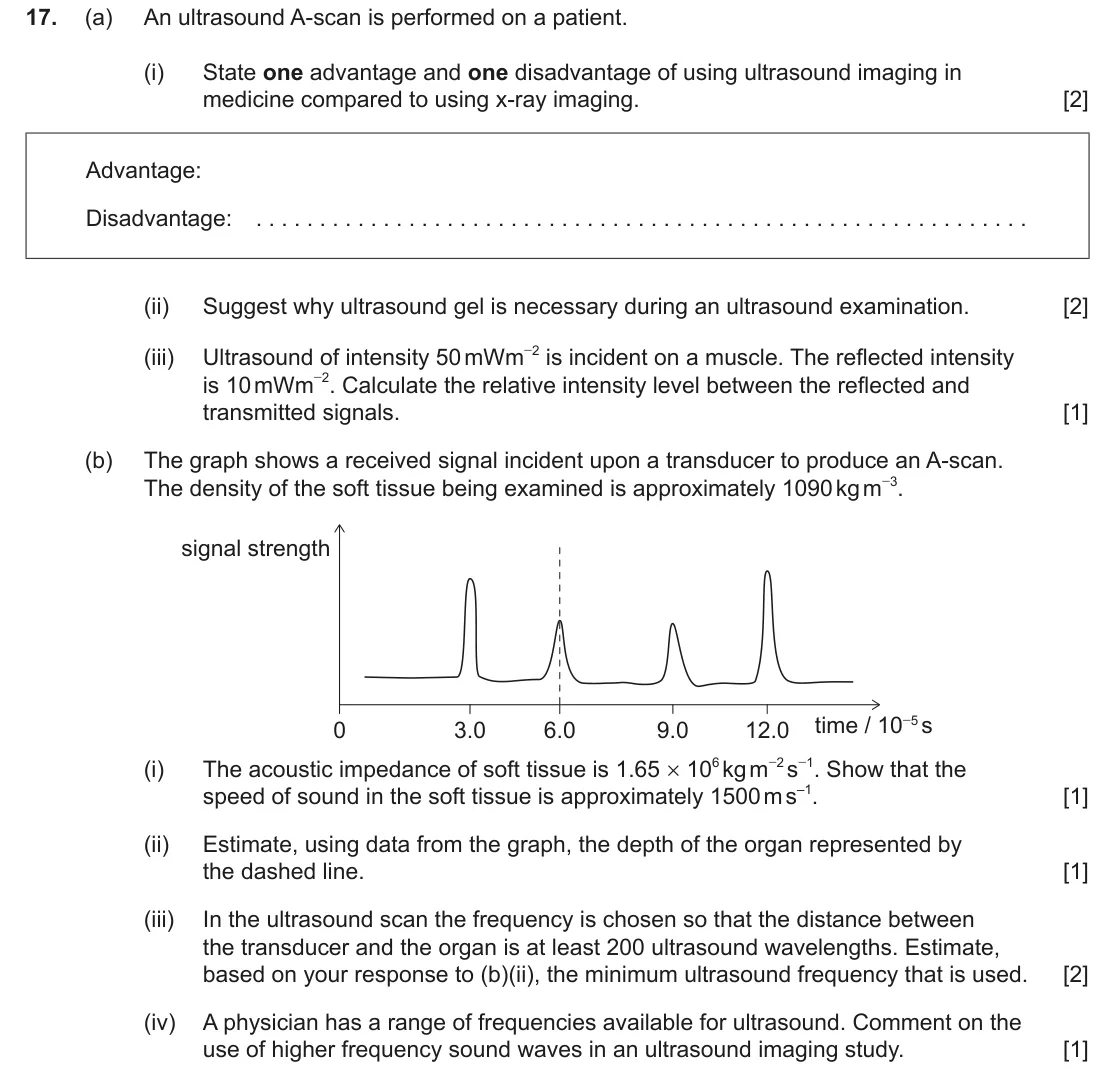 17. (a) An ultrasound A-scan is performed on a patient.
(i) State one advantage and one disadvantage of using ultrasound imaging in
medicine compared to using x-ray imaging. [2]
Advantage:
Disadvantage: . . . . . . . . . . . . . . . . . . . . . . . . . . . . . . . . . . . . . . . . . . . . . . . . . . . . . . . . . . . . .
(ii) Suggest why ultrasound gel is necessary during an ultrasound examination. [2]
(iii) Ultrasound of intensity 50 mWm⁻² is incident on a muscle. The reflected intensity
is 10 mWm⁻². Calculate the relative intensity level between the reflected and
transmitted signals. [1]
(b) The graph shows a received signal incident upon a transducer to produce an A-scan.
The density of the soft tissue being examined is approximately 1090 kg m⁻³.
signal strength
0 3.0 6.0 9.0 12.0 time / 10⁻⁵ s
(i) The acoustic impedance of soft tissue is 1.65 × 10⁶ kg m⁻² s⁻¹. Show that the
speed of sound in the soft tissue is approximately 1500 m s⁻¹. [1]
(ii) Estimate, using data from the graph, the depth of the organ represented by
the dashed line. [1]
(iii) In the ultrasound scan the frequency is chosen so that the distance between
the transducer and the organ is at least 200 ultrasound wavelengths. Estimate,
based on your response to (b)(ii), the minimum ultrasound frequency that is used. [2]
(iv) A physician has a range of frequencies available for ultrasound. Comment on the
use of higher frequency sound waves in an ultrasound imaging study. [1]